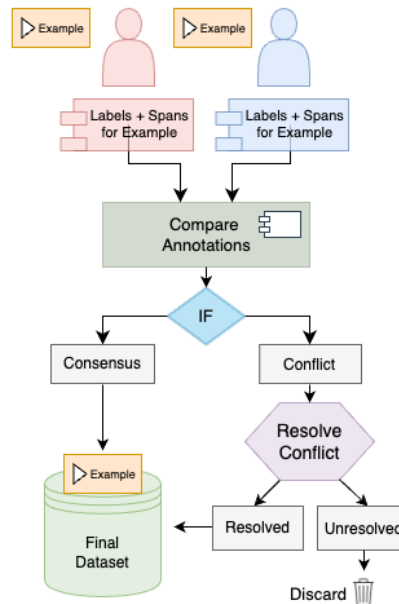 Example
Example
Labels + Spans
for Example
Labels + Spans
for Example
Compare
Annotations
IF
Consensus
Conflict
Example
Resolve
Conflict
Final
Dataset
Resolved
Unresolved
Discard